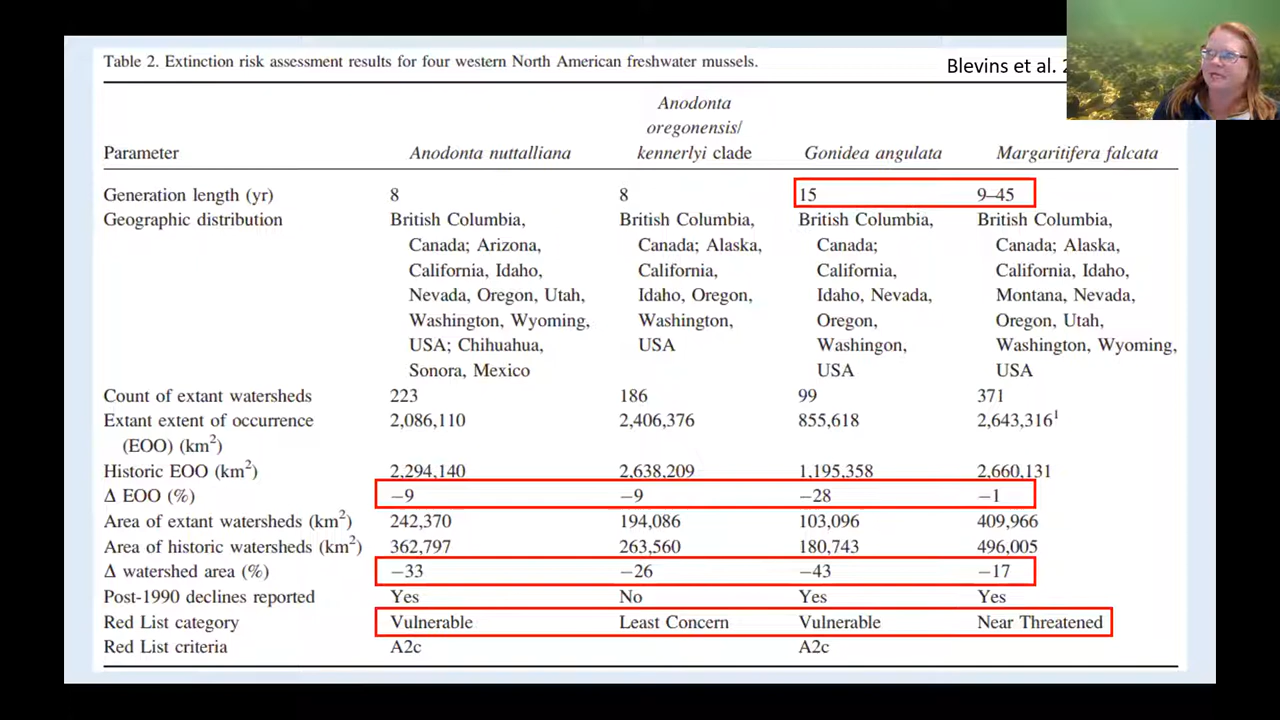 Table 2. Extinction risk assessment results for four western North American freshwater mussels.
Blevins et al.
Anodonta
oregonensis/
Parameter Anodonta nuttalliana kennerlyi clade Gonidea angulata Margaritifera falcata
Generation length (yr) 8 8 15 9–45
Geographic distribution British Columbia, British Columbia, British Columbia, British Columbia,
Canada; Arizona, Canada; Alaska, Canada; Canada; Alaska,
California, Idaho, California, California, California, Idaho,
Nevada, Oregon, Utah, Idaho, Oregon, Idaho, Nevada, Montana, Nevada,
Washington, Wyoming, Washington, Oregon, Oregon, Utah,
USA; Chihuahua, USA Washingon, Washington, Wyoming,
Sonora, Mexico USA USA
Count of extant watersheds 223 186 99 371
Extant extent of occurrence 2,086,110 2,406,376 855,618 2,643,316¹
(EOO) (km²)
Historic EOO (km²) 2,294,140 2,638,209 1,195,358 2,660,131
Δ EOO (%) −9 −9 −28 −1
Area of extant watersheds (km²) 242,370 194,086 103,096 409,966
Area of historic watersheds (km²) 362,797 263,560 180,743 496,005
Δ watershed area (%) −33 −26 −43 −17
Post-1990 declines reported Yes No Yes Yes
Red List category Vulnerable Least Concern Vulnerable Near Threatened
Red List criteria A2c A2c